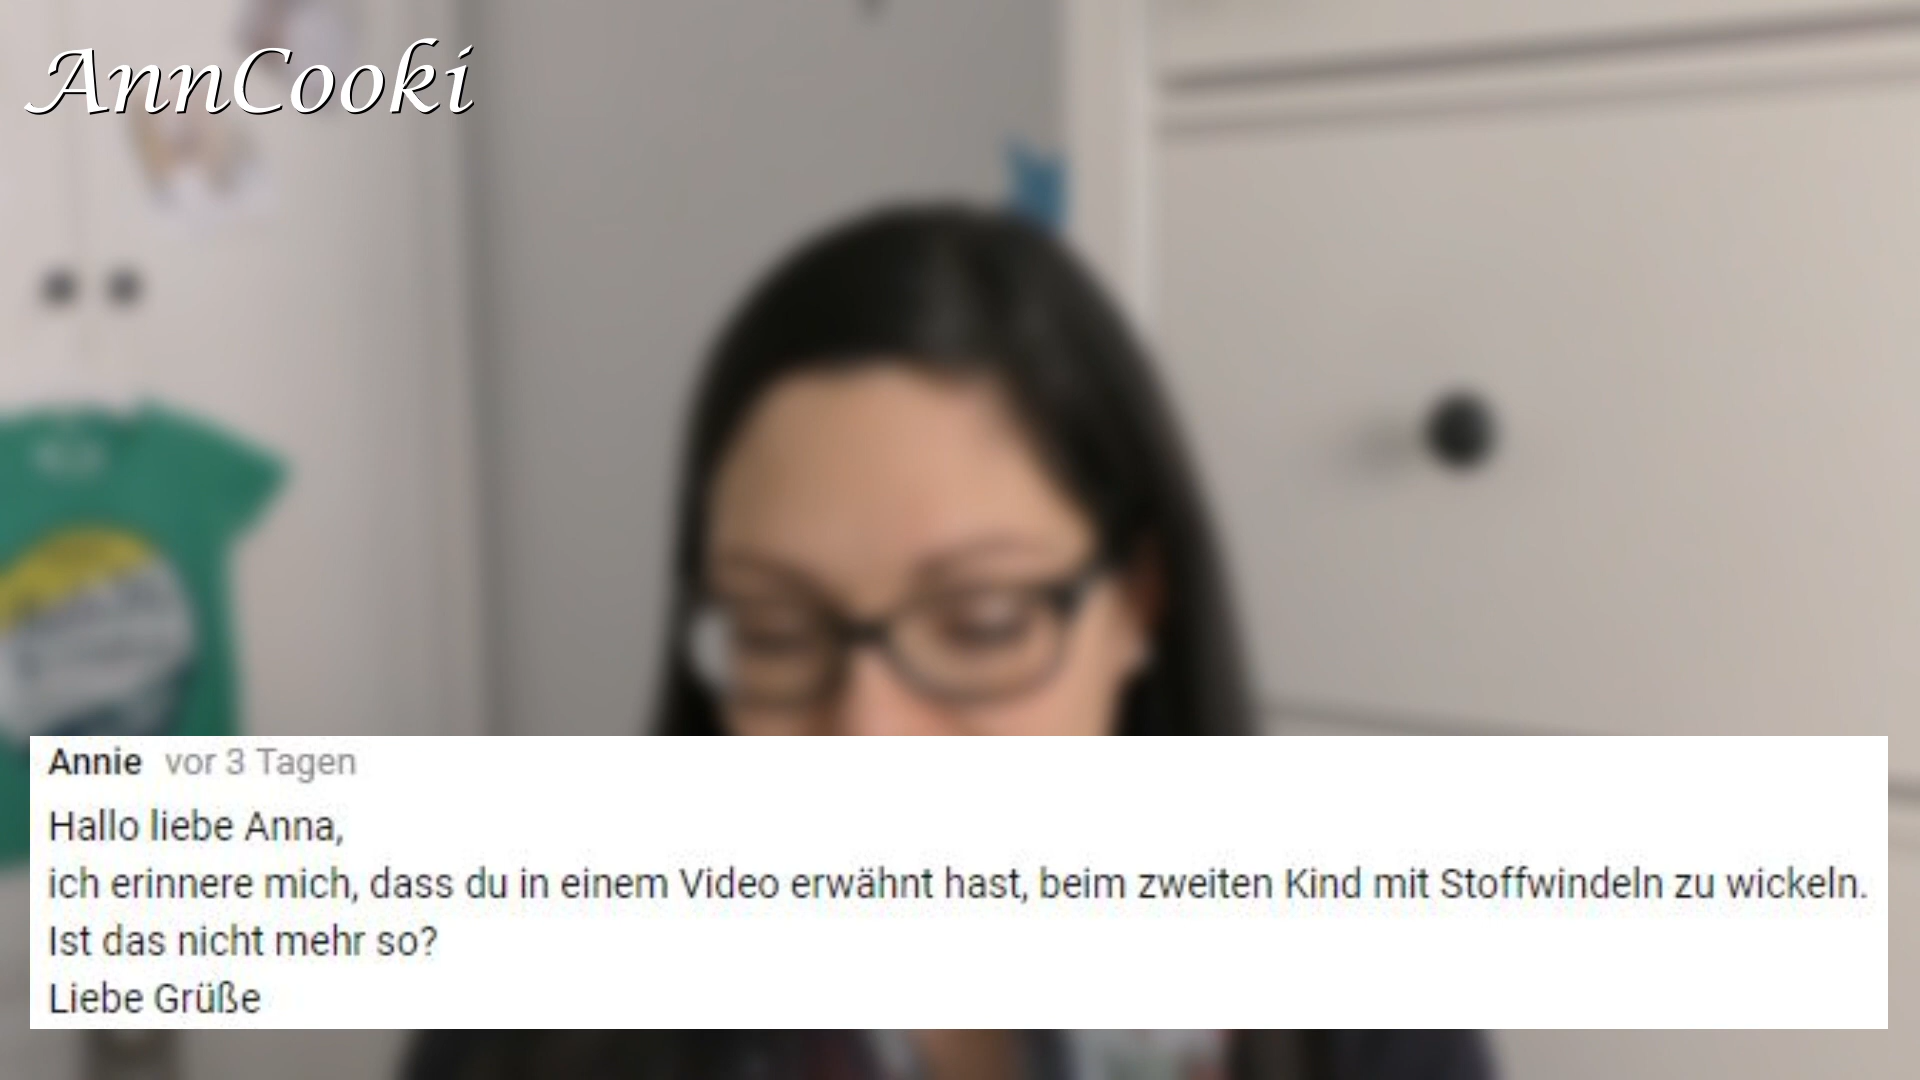 AnnCooki
Annie vor 3 Tagen
Hallo liebe Anna,
ich erinnere mich, dass du in einem Video erwähnt hast, beim zweiten Kind mit Stoffwindeln zu wickeln.
Ist das nicht mehr so?
Liebe Grüße